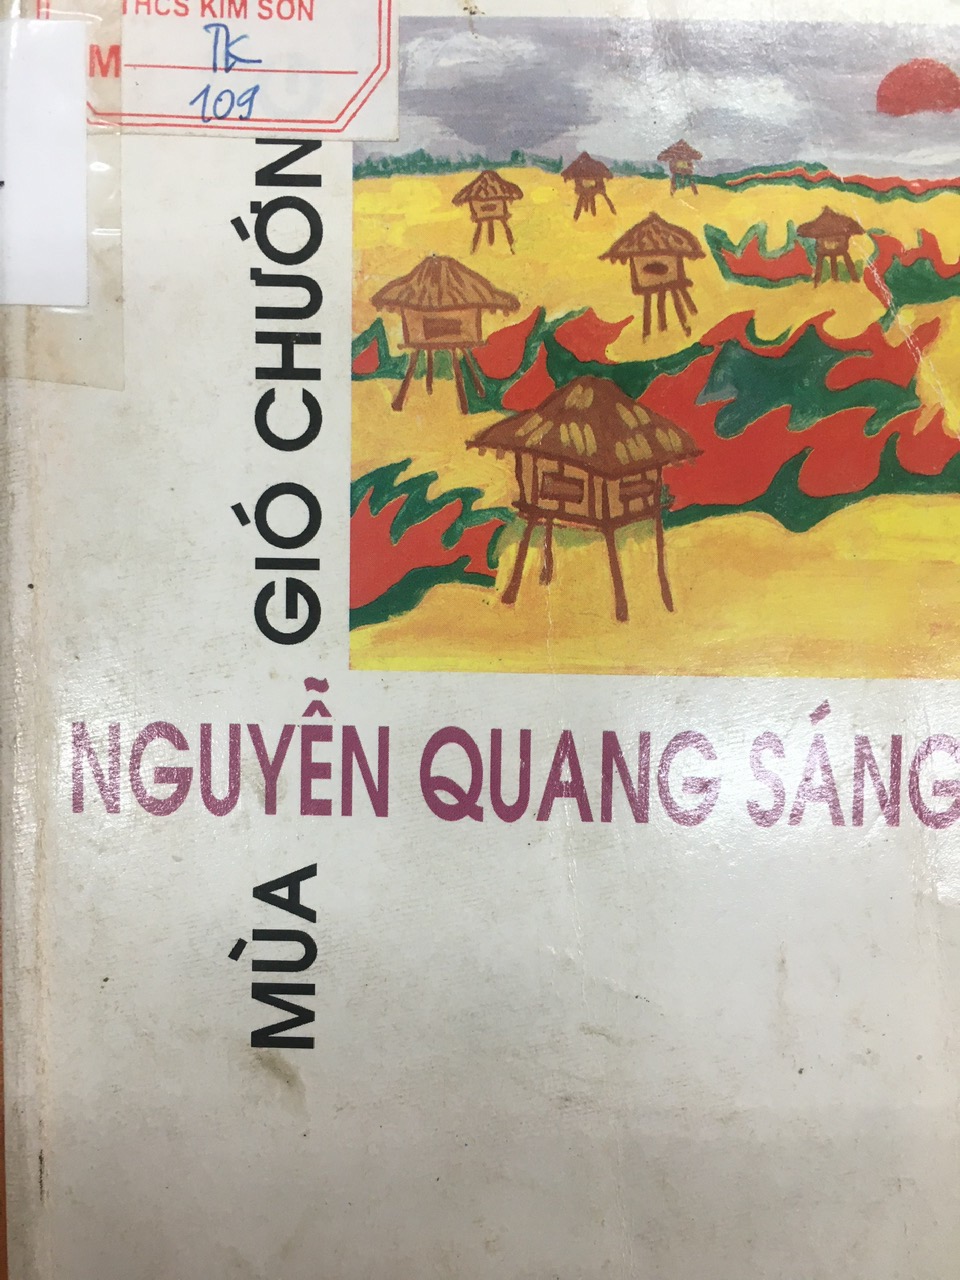 THCS KIM SƠN
M
TK
109
MÙA GIÓ CHƯỚN
NGUYỄN QUANG SÁNG